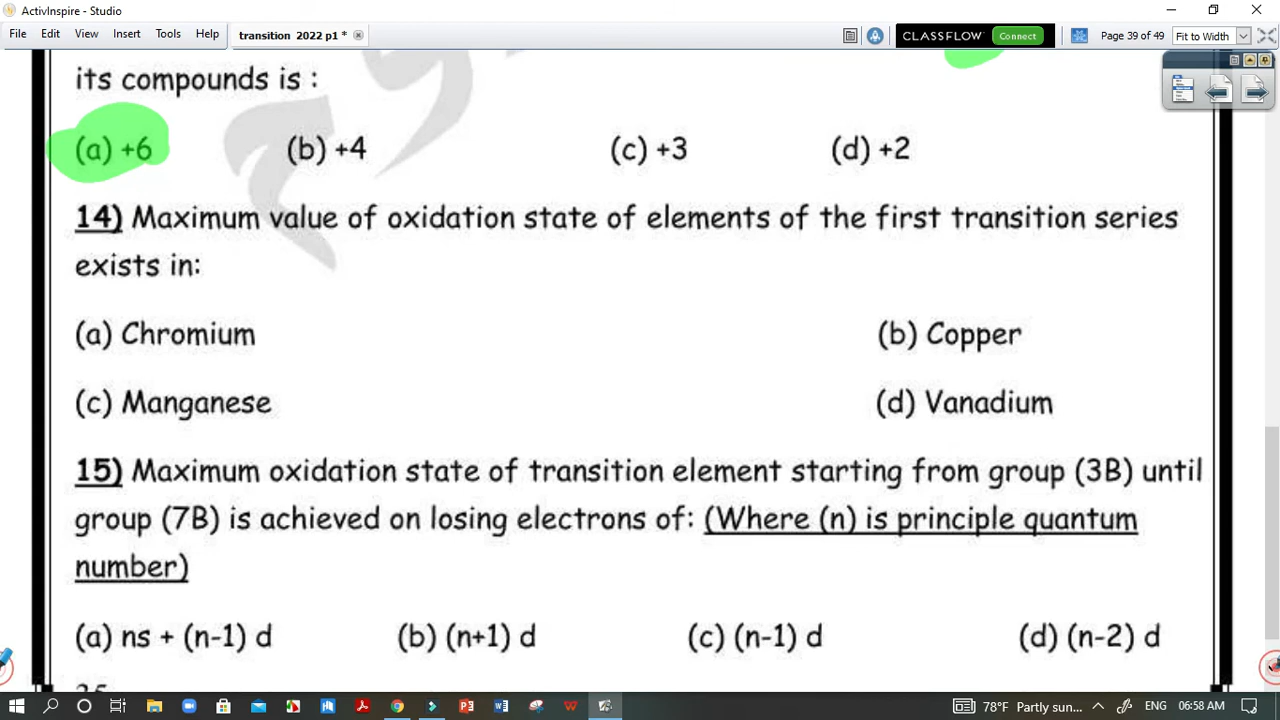 ActivInspire - Studio
File Edit View Insert Tools Help transition 2022 p1 * CLASSFLOW Connect Page 39 of 49 Fit to Width
its compounds is :
(a) +6 (b) +4 (c) +3 (d) +2
14) Maximum value of oxidation state of elements of the first transition series
exists in:
(a) Chromium (b) Copper
(c) Manganese (d) Vanadium
15) Maximum oxidation state of transition element starting from group (3B) until
group (7B) is achieved on losing electrons of: (Where (n) is principle quantum
number)
(a) ns + (n-1) d (b) (n+1) d (c) (n-1) d (d) (n-2) d
78°F Partly sun... ENG 06:58 AM